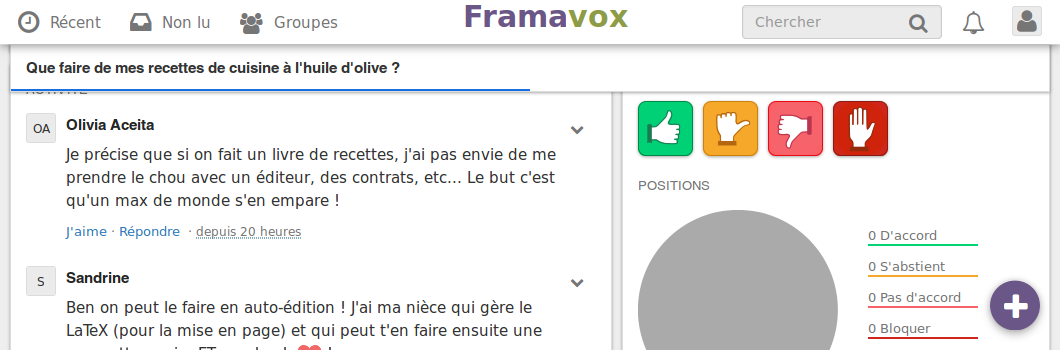 Récent
Non lu
Groupes
Framavox
Chercher
Que faire de mes recettes de cuisine à l'huile d'olive ?
OA
Olivia Aceita
Je précise que si on fait un livre de recettes, j'ai pas envie de me
prendre le chou avec un éditeur, des contrats, etc... Le but c'est
qu'un max de monde s'en empare !
J'aime · Répondre · depuis 20 heures
S
Sandrine
Ben on peut le faire en auto-édition ! J'ai ma nièce qui gère le
LaTeX (pour la mise en page) et qui peut t'en faire ensuite une
POSITIONS
0 D'accord
0 S'abstient
0 Pas d'accord
0 Bloquer